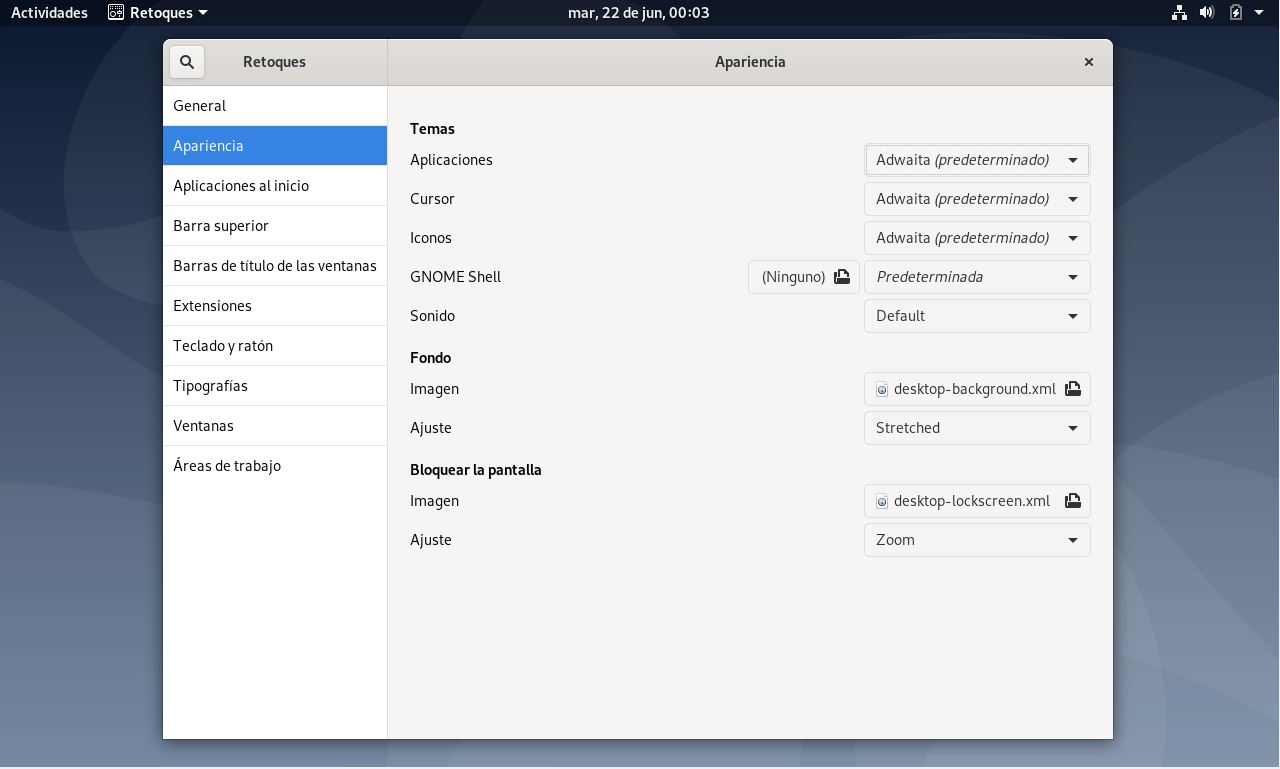 Actividades Retoques mar, 22 de jun, 00:03
Retoques Apariencia
General
Apariencia
Aplicaciones al inicio
Barra superior
Barras de título de las ventanas
Extensiones
Teclado y ratón
Tipografías
Ventanas
Áreas de trabajo
Temas
Aplicaciones Adwaita (predeterminado)
Cursor Adwaita (predeterminado)
Iconos Adwaita (predeterminado)
GNOME Shell (Ninguno) Predeterminada
Sonido Default
Fondo
Imagen desktop-background.xml
Ajuste Stretched
Bloquear la pantalla
Imagen desktop-lockscreen.xml
Ajuste Zoom